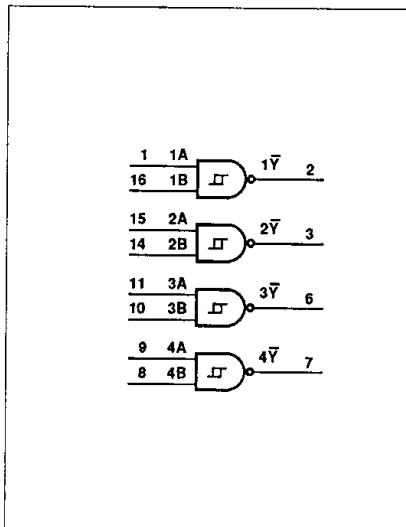 1 1A
16 1B
1Y̅ 2
15 2A
14 2B
2Y̅ 3
11 3A
10 3B
3Y̅ 6
9 4A
8 4B
4Y̅ 7